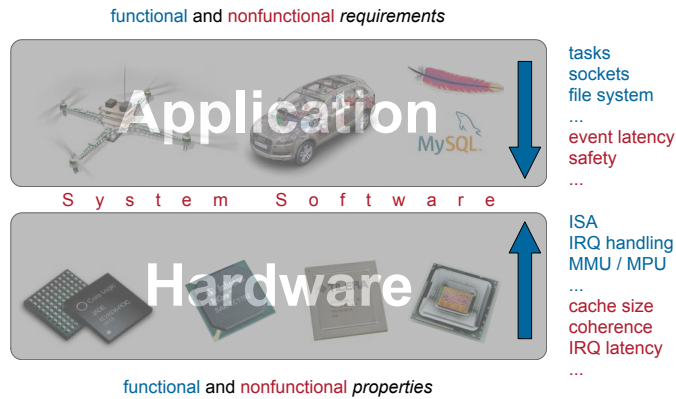 functional and nonfunctional requirements
Application
MySQL
tasks
sockets
file system
...
event latency
safety
...
System Software
Hardware
ISA
IRQ handling
MMU / MPU
...
cache size
coherence
IRQ latency
...
functional and nonfunctional properties